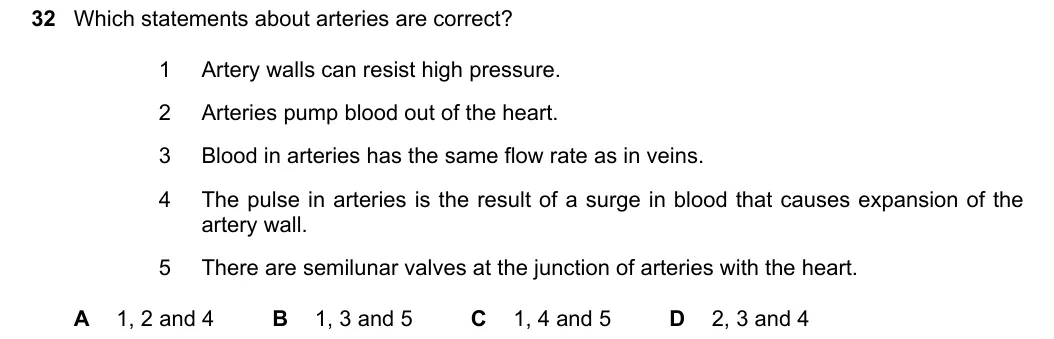 32 Which statements about arteries are correct?
1 Artery walls can resist high pressure.
2 Arteries pump blood out of the heart.
3 Blood in arteries has the same flow rate as in veins.
4 The pulse in arteries is the result of a surge in blood that causes expansion of the
artery wall.
5 There are semilunar valves at the junction of arteries with the heart.
A 1, 2 and 4 B 1, 3 and 5 C 1, 4 and 5 D 2, 3 and 4